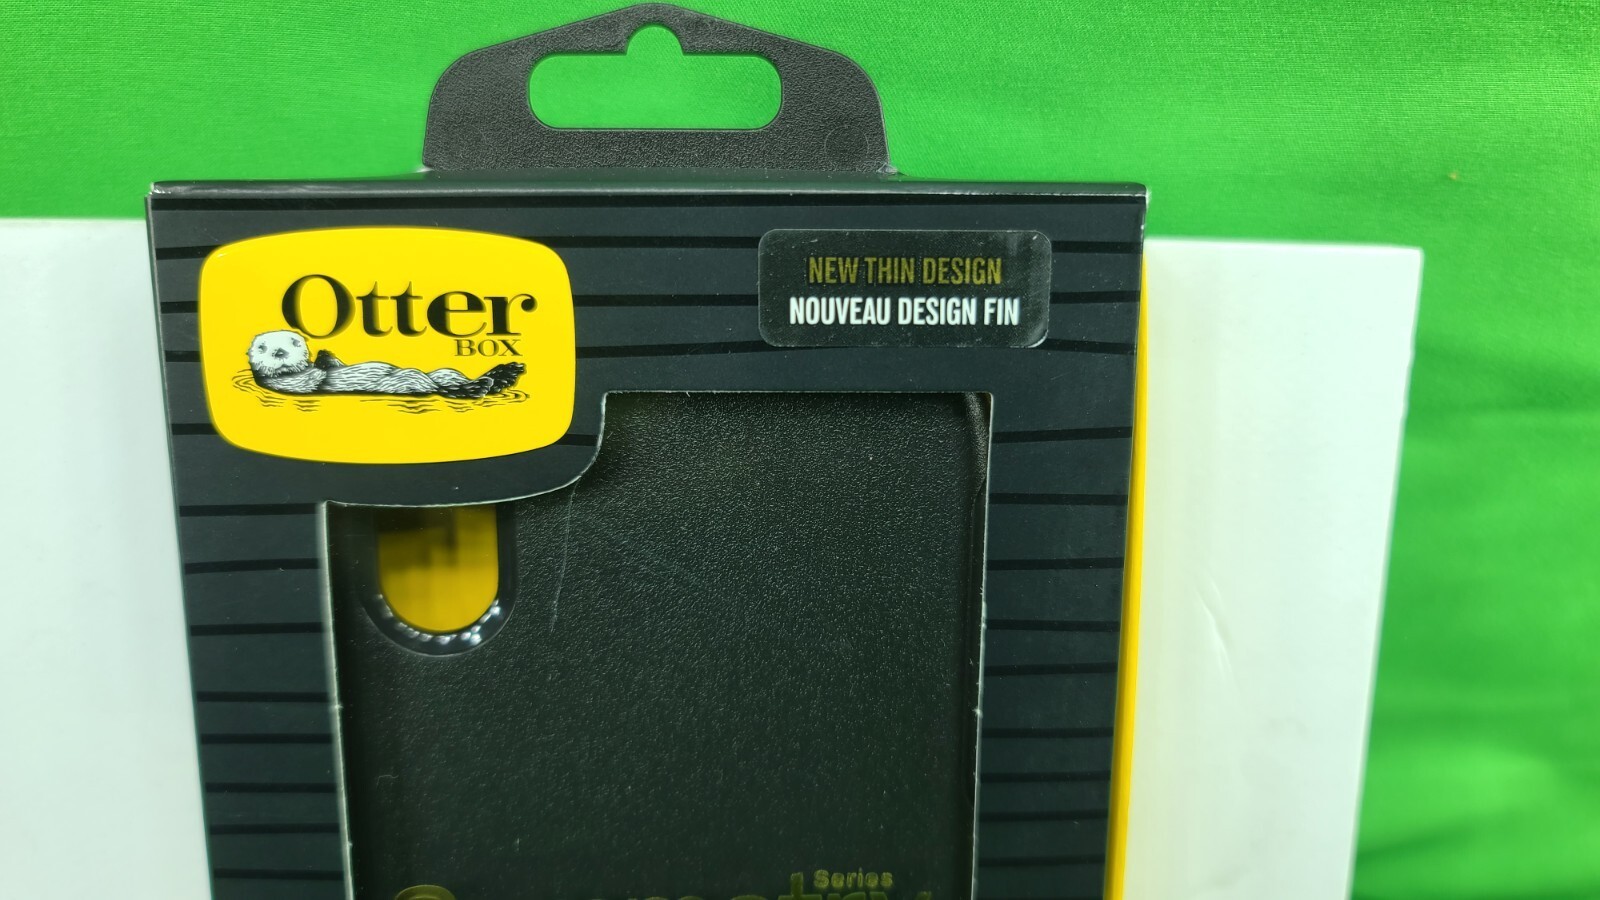 Otter
BOX
NEW THIN DESIGN
NOUVEAU DESIGN FIN
Series